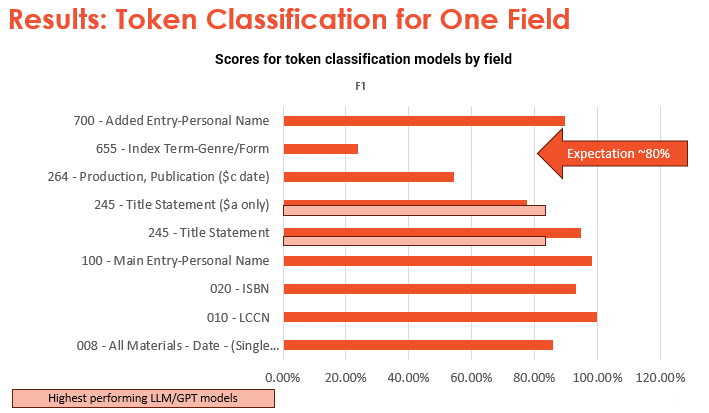 Results: Token Classification for One Field
Scores for token classification models by field
F1
700 - Added Entry-Personal Name
655 - Index Term-Genre/Form
Expectation ~80%
264 - Production, Publication ($c date)
245 - Title Statement ($a only)
245 - Title Statement
100 - Main Entry-Personal Name
020 - ISBN
010 - LCCN
008 - All Materials - Date - (Single...
0.00% 20.00% 40.00% 60.00% 80.00% 100.00% 120.00%
Highest performing LLM/GPT models